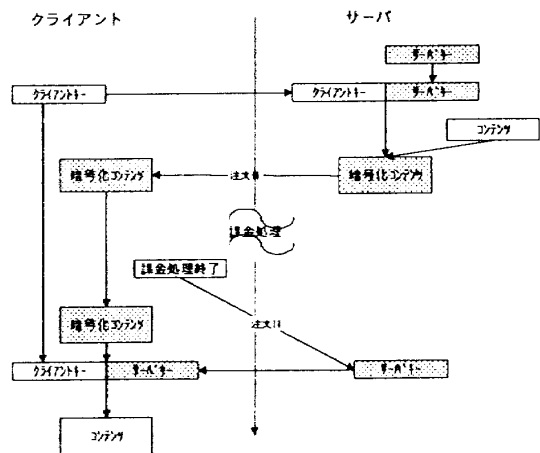 クライアント
サーバ
サーバキー
クライアントキー
クライアントキー
サーバキー
コンテンツ
暗号化コンテンツ
注文
暗号化コンテンツ
課金処理
課金処理終了
暗号化コンテンツ
注文
クライアントキー
サーバキー
サーバキー
コンテンツ